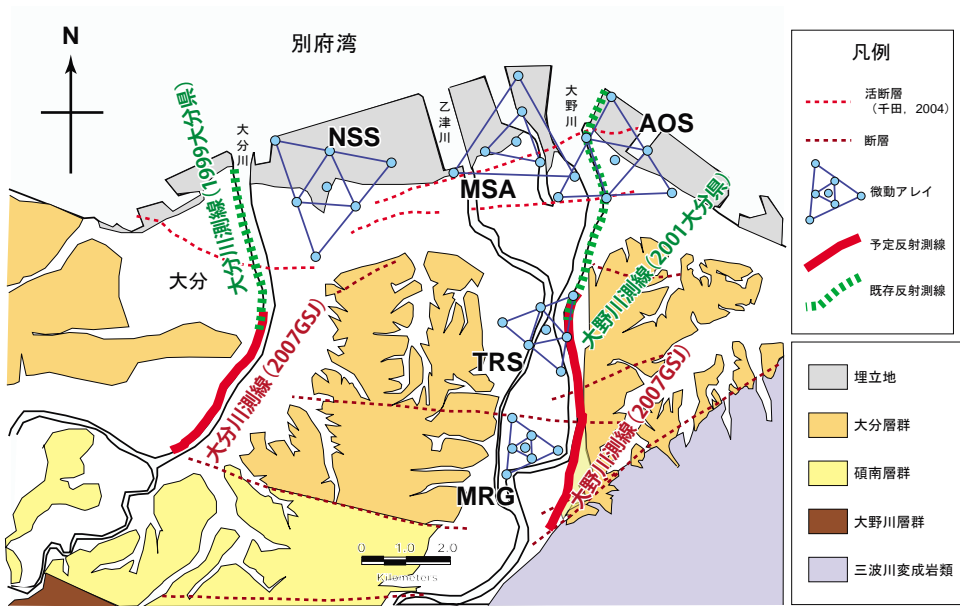 N
別府湾
大分川測線(1999大分県)
大分川
NSS
乙津川
MSA
大野川
AOS
大分
大分川測線(2007GSJ)
大野川測線(2001大分県)
TRS
MRG
大野川測線(2007GSJ)
0 1.0 2.0
Kilometers
凡例
活断層
(千田, 2004)
断層
微動アレイ
予定反射測線
既存反射測線
埋立地
大分層群
碩南層群
大野川層群
三波川変成岩類